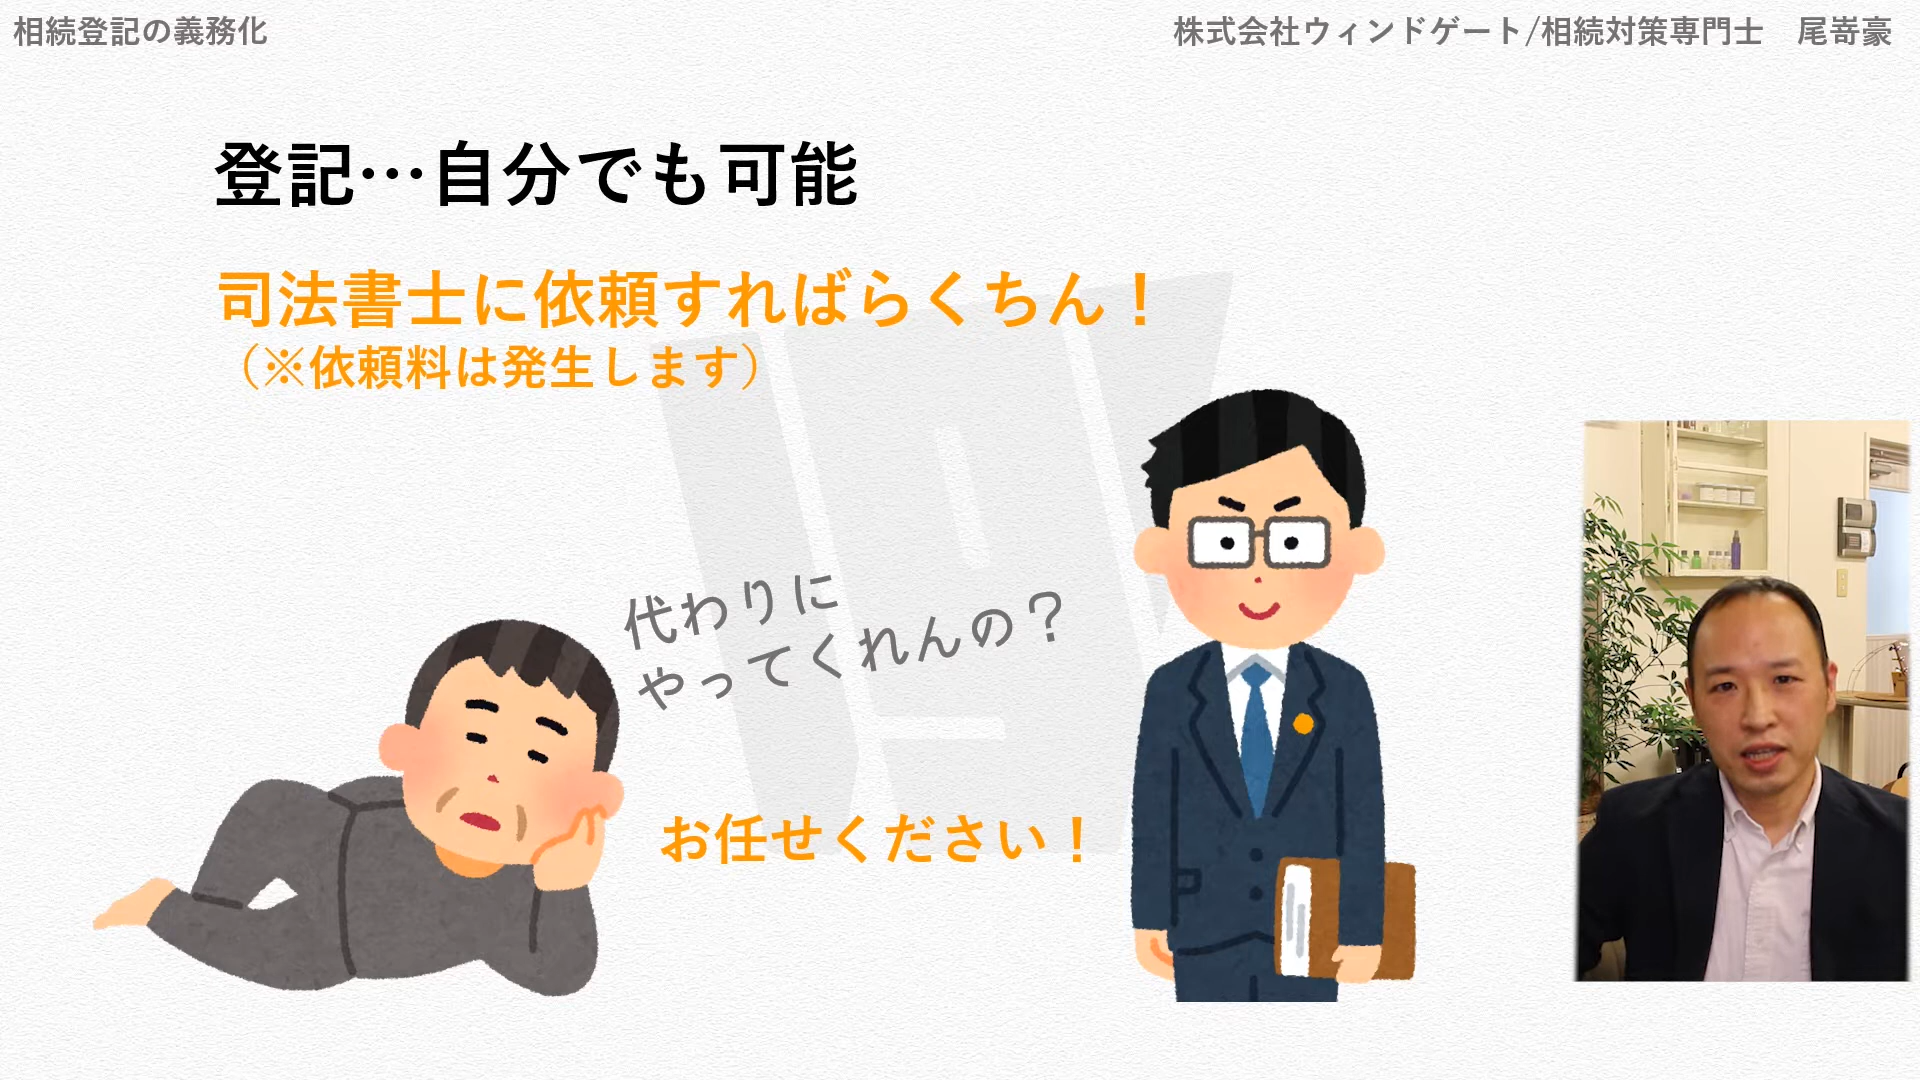 相続登記の義務化
株式会社ウィンドゲート/相続対策専門士　尾嵜豪
登記…自分でも可能
司法書士に依頼すればらくちん！
（※依頼料は発生します）
代わりに
やってくれんの？
お任せください！